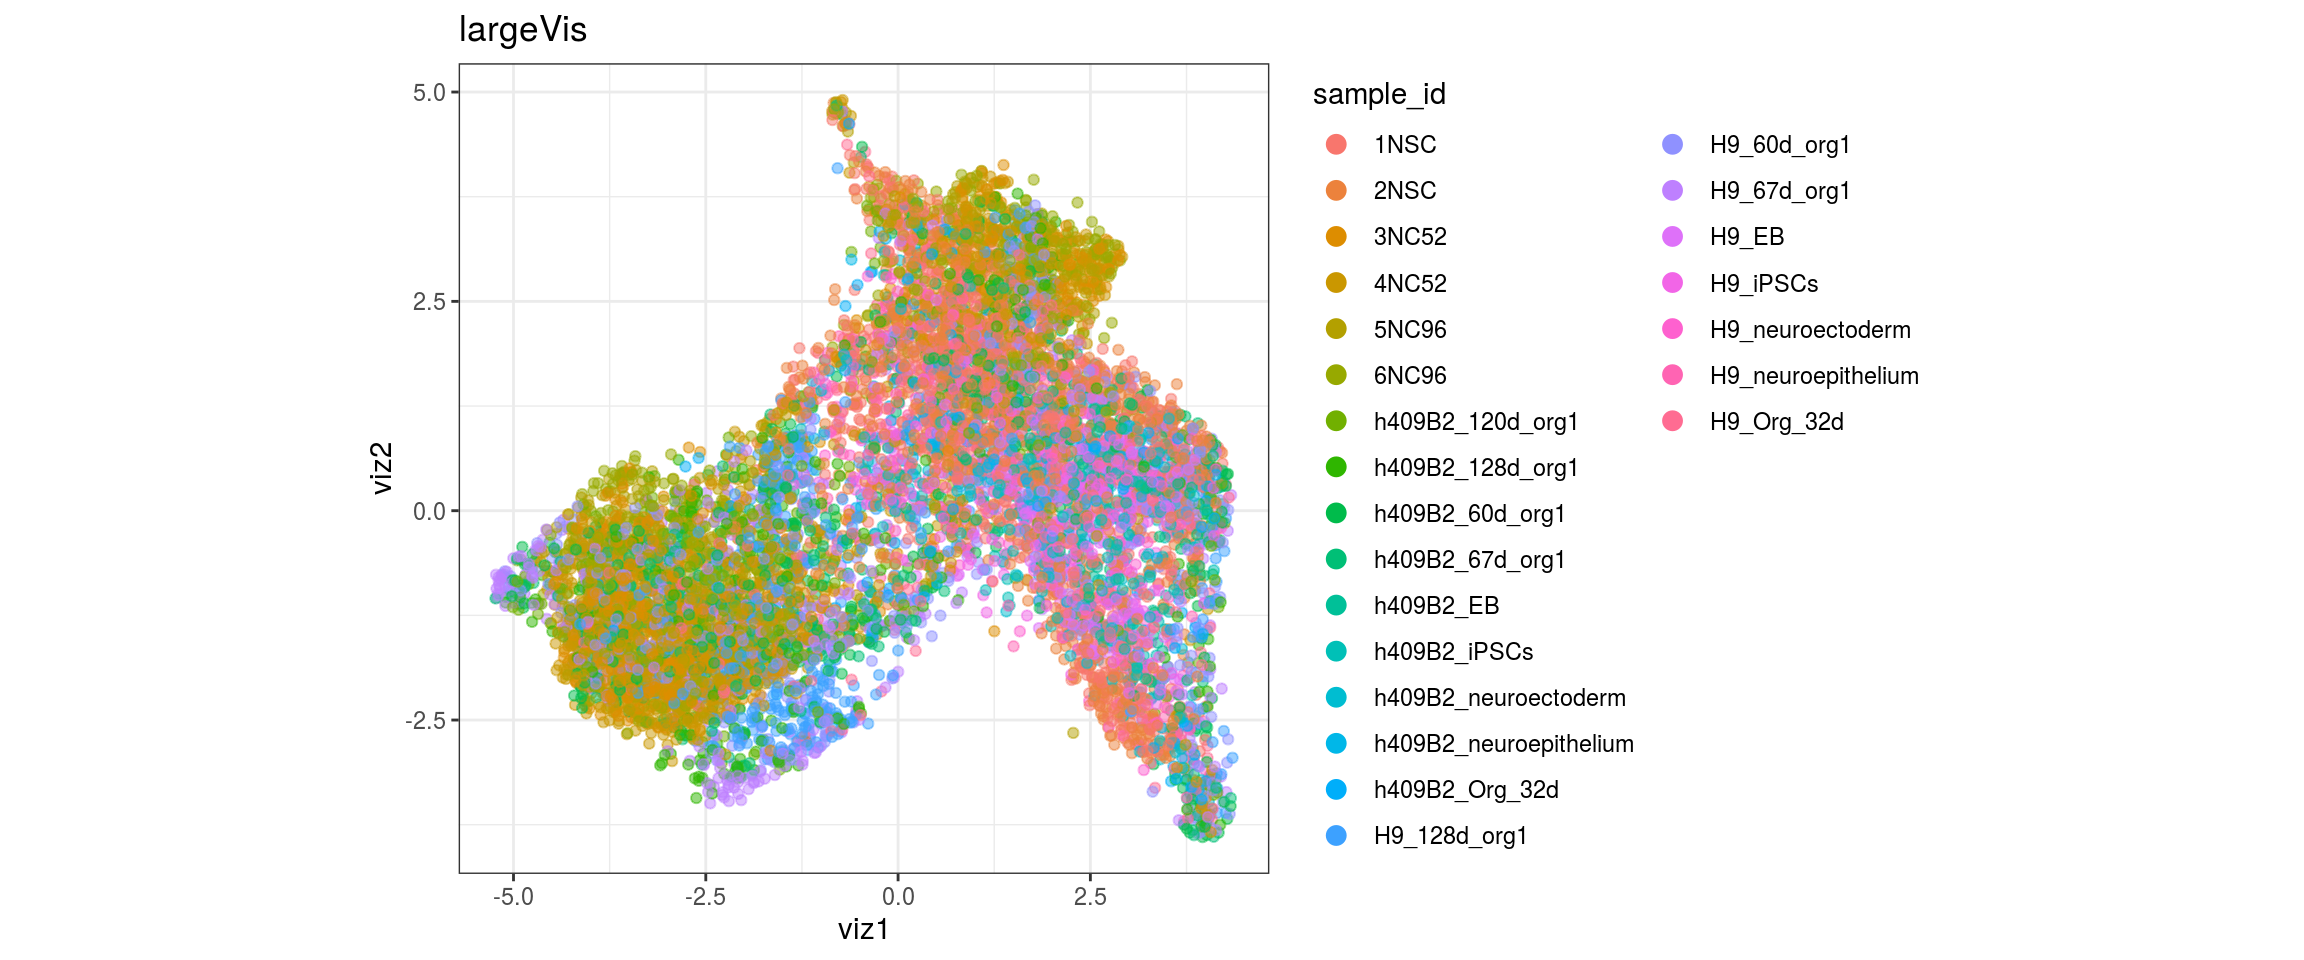 largeVis
5.0
2.5
0.0
-2.5
viz2
-5.0
-2.5
0.0
2.5
viz1
sample_id
1NSC
2NSC
3NC52
4NC52
5NC96
6NC96
h409B2_120d_org1
h409B2_128d_org1
h409B2_60d_org1
h409B2_67d_org1
h409B2_EB
h409B2_iPSCs
h409B2_neuroectoderm
h409B2_neuroepithelium
h409B2_Org_32d
H9_128d_org1
H9_60d_org1
H9_67d_org1
H9_EB
H9_iPSCs
H9_neuroectoderm
H9_neuroepithelium
H9_Org_32d